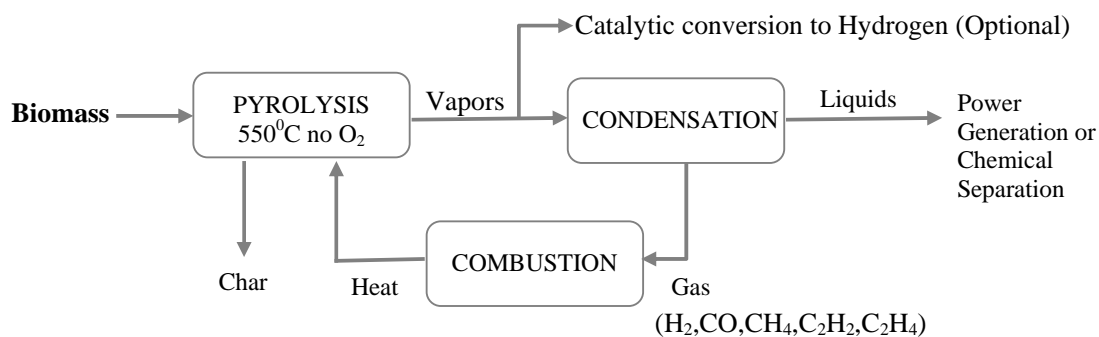 Catalytic conversion to Hydrogen (Optional)
Biomass
PYROLYSIS
550⁰C no O₂
Vapors
CONDENSATION
Liquids
Power
Generation or
Chemical
Separation
Char
Heat
COMBUSTION
Gas
(H₂,CO,CH₄,C₂H₂,C₂H₄)